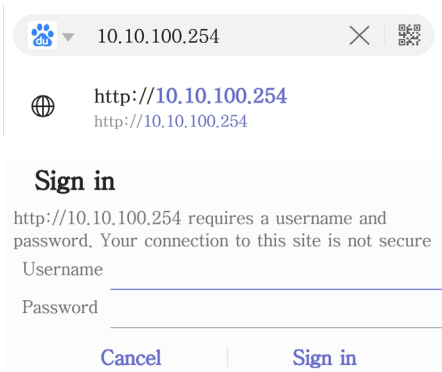 du 10.10.100.254
http://10.10.100.254
http://10.10.100.254
Sign in
http://10.10.100.254 requires a username and
password. Your connection to this site is not secure
Username
Password
Cancel Sign in